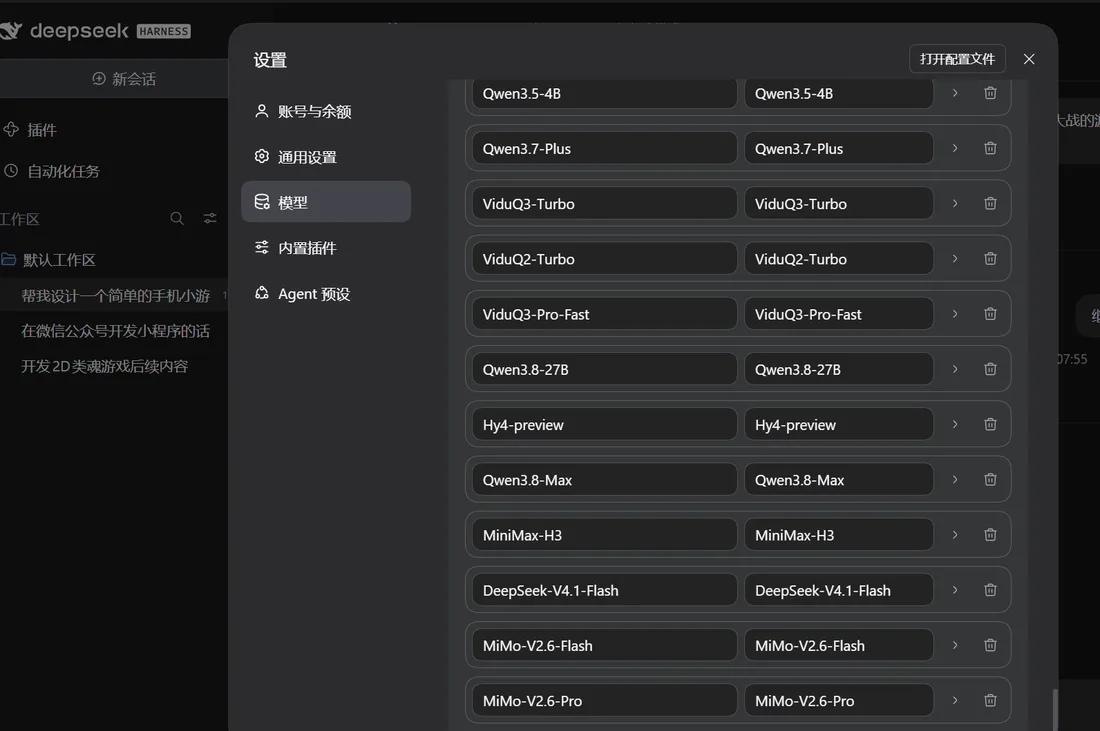 deepseek HARNESS
新会话
插件
自动化任务
工作区
默认工作区
帮我设计一个简单的手机小游 1
在微信公众号开发小程序的话
开发2D类魂游戏后续内容
设置
打开配置文件
账号与余额
通用设置
模型
内置插件
Agent 预设
Qwen3.5-4B Qwen3.5-4B
Qwen3.7-Plus Qwen3.7-Plus
ViduQ3-Turbo ViduQ3-Turbo
ViduQ2-Turbo ViduQ2-Turbo
ViduQ3-Pro-Fast ViduQ3-Pro-Fast
Qwen3.8-27B Qwen3.8-27B
Hy4-preview Hy4-preview
Qwen3.8-Max Qwen3.8-Max
MiniMax-H3 MiniMax-H3
DeepSeek-V4.1-Flash DeepSeek-V4.1-Flash
MiMo-V2.6-Flash MiMo-V2.6-Flash
MiMo-V2.6-Pro MiMo-V2.6-Pro
大战的
07:55